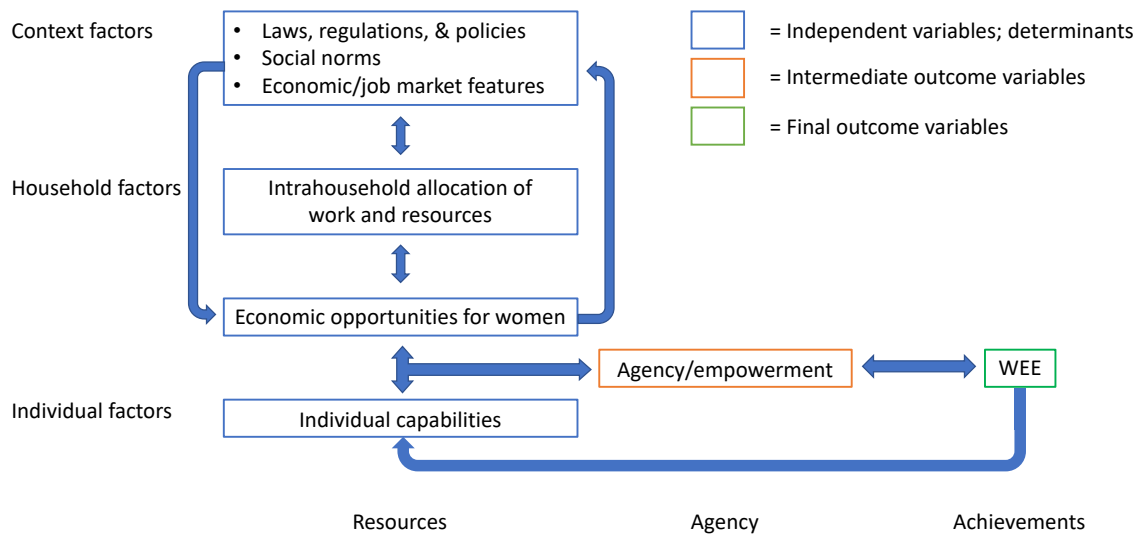 Context factors
• Laws, regulations, & policies
• Social norms
• Economic/job market features
= Independent variables; determinants
= Intermediate outcome variables
= Final outcome variables
Household factors
Intrahousehold allocation of
work and resources
Economic opportunities for women
Agency/empowerment
WEE
Individual factors
Individual capabilities
Resources
Agency
Achievements